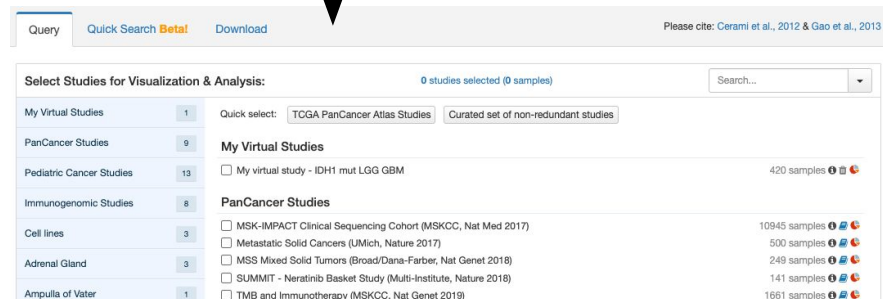 Query Quick Search Beta! Download Please cite: Cerami et al., 2012 & Gao et al., 2013
Select Studies for Visualization & Analysis: 0 studies selected (0 samples) Search...
My Virtual Studies 1
PanCancer Studies 9
Pediatric Cancer Studies 13
Immunogenomic Studies 8
Cell lines 3
Adrenal Gland 3
Ampulla of Vater 1
Quick select: TCGA PanCancer Atlas Studies Curated set of non-redundant studies
My Virtual Studies
My virtual study - IDH1 mut LGG GBM 420 samples
PanCancer Studies
MSK-IMPACT Clinical Sequencing Cohort (MSKCC, Nat Med 2017) 10945 samples
Metastatic Solid Cancers (UMich, Nature 2017) 500 samples
MSS Mixed Solid Tumors (Broad/Dana-Farber, Nat Genet 2018) 249 samples
SUMMIT - Neratinib Basket Study (Multi-Institute, Nature 2018) 141 samples
TMB and Immunotherapy (MSKCC, Nat Genet 2019) 1661 samples